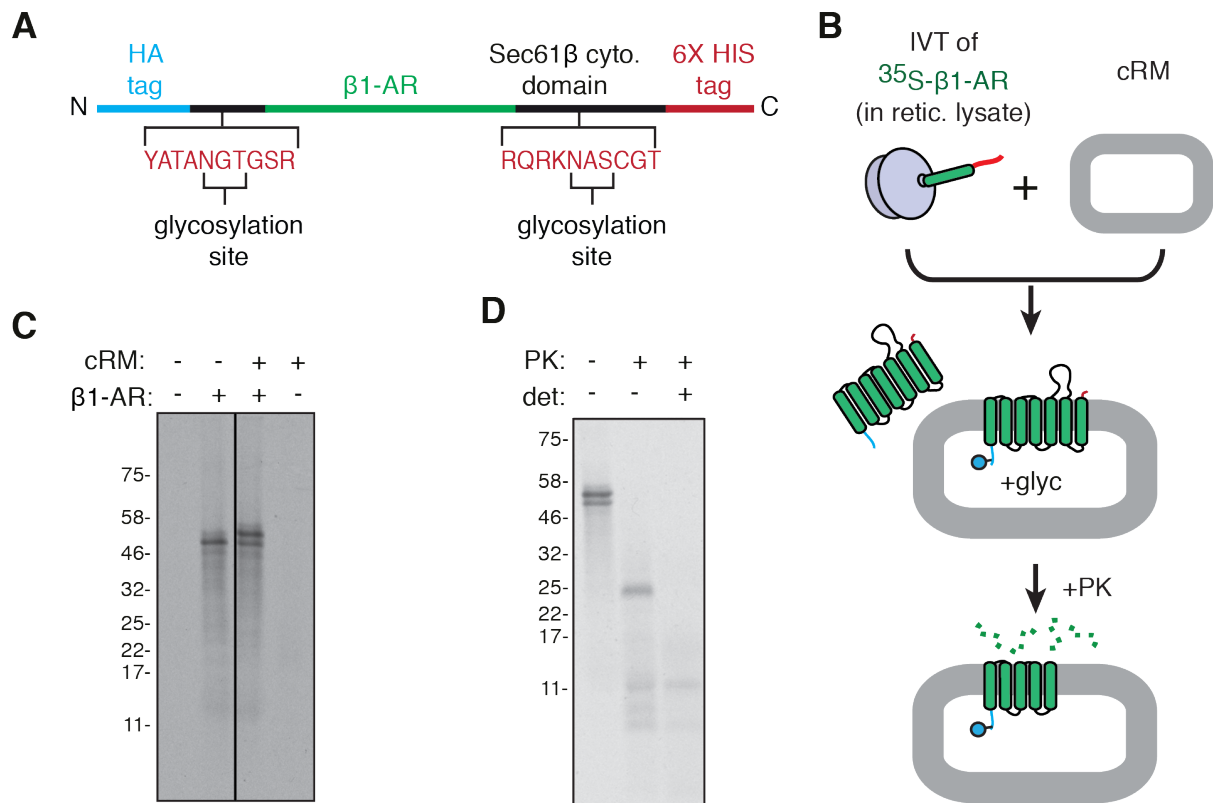 A
HA
tag
β1-AR
Sec61β cyto.
domain
6X HIS
tag
N
C
YATANGTGSR
RQRKNASCGT
glycosylation
site
glycosylation
site
B
IVT of
35S-β1-AR
(in retic. lysate)
cRM
+
+glyc
+PK
C
cRM: - - + +
β1-AR: - + + -
75-
58-
46-
32-
25-
22-
17-
11-
D
PK: - + +
det: - - +
75-
58-
46-
32-
25-
22-
17-
11-